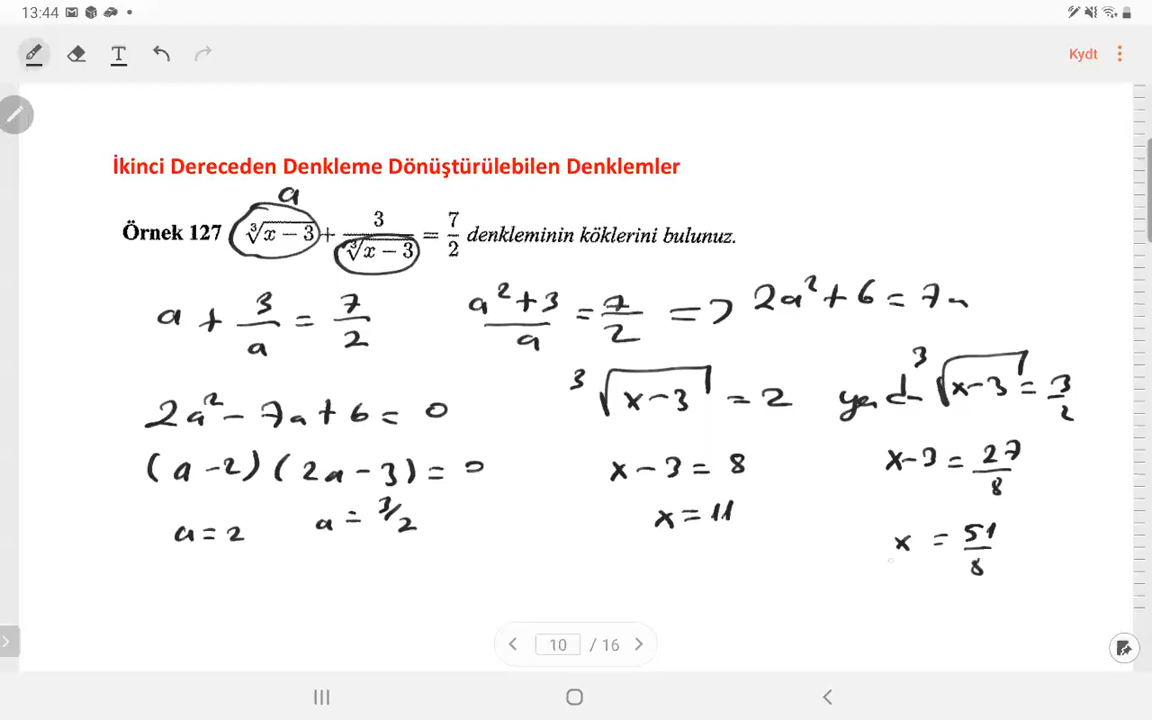 13:44
T
Kydt
İkinci Dereceden Denkleme Dönüştürülebilen Denklemler
a
Örnek 127 ∛(x − 3) + 3/∛(x − 3) = 7/2 denkleminin köklerini bulunuz.
a + 3/a = 7/2 (a² + 3)/a = 7/2 => 2a² + 6 = 7a
2a² − 7a + 6 = 0 ∛(x−3) = 2 ∛(x−3) = 3/2
(a − 2)(2a − 3) = 0 x − 3 = 8 x − 3 = 27/8
a = 2 a = 3/2 x = 11 x = 51/8
10 / 16